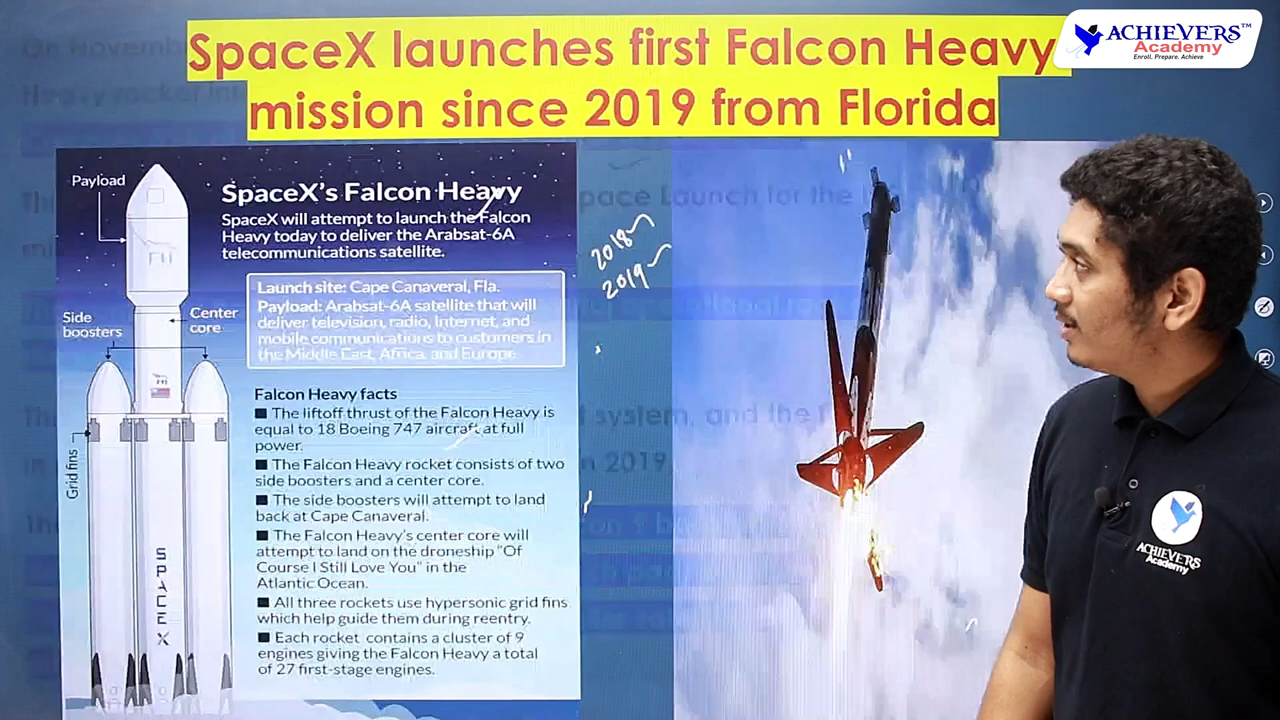 SpaceX launches first Falcon Heavy
mission since 2019 from Florida
ACHIEVERS™
Academy
Enroll. Prepare. Achieve
Payload
SpaceX's Falcon Heavy
SpaceX will attempt to launch the Falcon
Heavy today to deliver the Arabsat-6A
telecommunications satellite.
Launch site: Cape Canaveral, Fla.
Payload: Arabsat-6A satellite that will
deliver television, radio, Internet, and
mobile communications to customers in
the Middle East, Africa, and Europe
Side
boosters
Center
core
Grid fins
SPACE X
Falcon Heavy facts
■ The liftoff thrust of the Falcon Heavy is
equal to 18 Boeing 747 aircraft at full
power.
■ The Falcon Heavy rocket consists of two
side boosters and a center core.
■ The side boosters will attempt to land
back at Cape Canaveral.
■ The Falcon Heavy's center core will
attempt to land on the droneship "Of
Course I Still Love You" in the
Atlantic Ocean.
■ All three rockets use hypersonic grid fins
which help guide them during reentry.
■ Each rocket contains a cluster of 9
engines giving the Falcon Heavy a total
of 27 first-stage engines.
2018
2019
ACHIEVERS
Academy